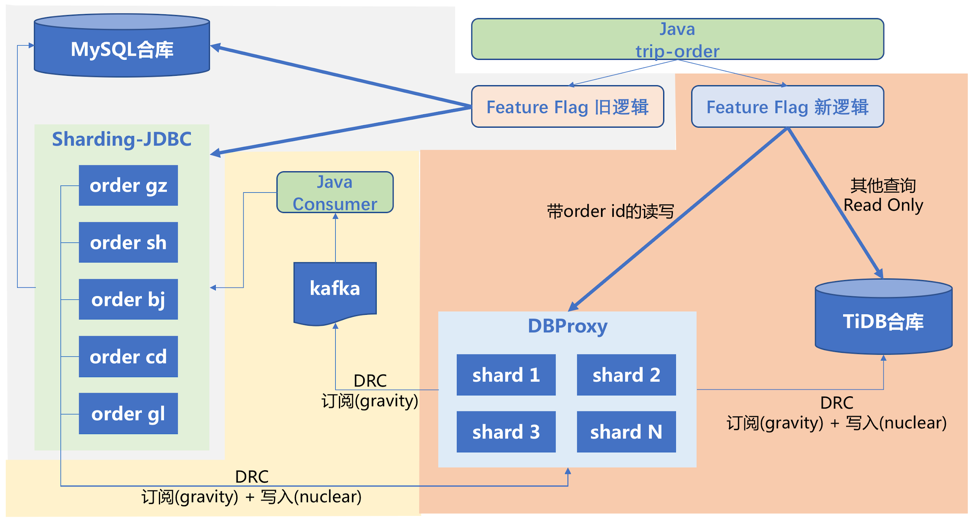 MySQL合库
Java
trip-order
Feature Flag 旧逻辑
Feature Flag 新逻辑
Sharding-JDBC
order gz
order sh
order bj
order cd
order gl
Java
Consumer
kafka
带order id的读写
其他查询
Read Only
DBProxy
shard 1
shard 2
shard 3
shard N
TiDB合库
DRC
订阅(gravity)
DRC
订阅(gravity) + 写入(nuclear)
DRC
订阅(gravity) + 写入(nuclear)